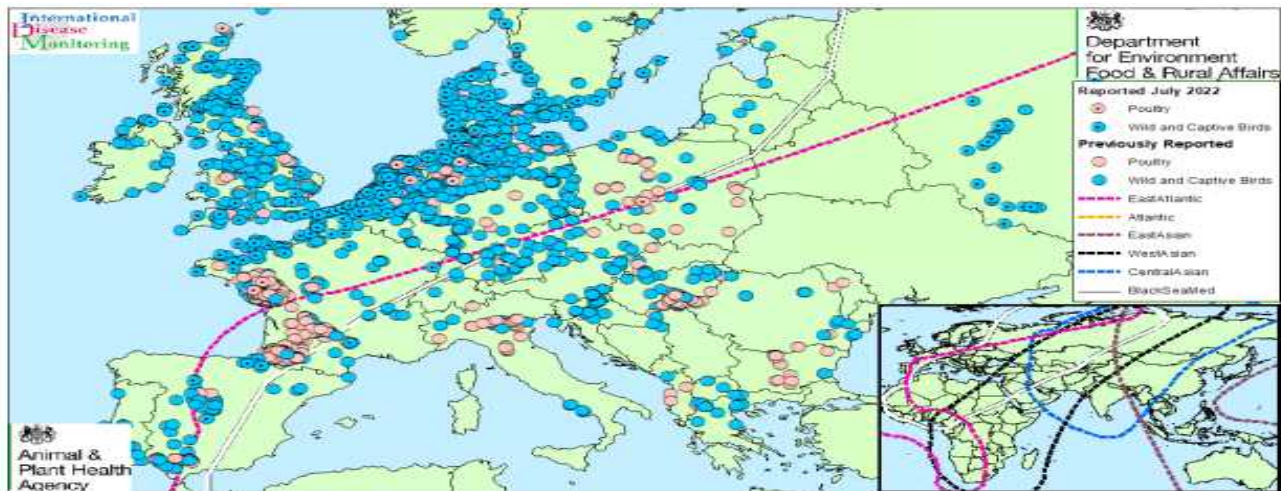 International
Disease
Monitoring
Department
for Environment
Food & Rural Affairs
Reported July 2022
Poultry
Wild and Captive Birds
Previously Reported
Poultry
Wild and Captive Birds
EastAtlantic
Atlantic
EastAsian
WestAsian
CentralAsian
BlackSeaMed
Animal &
Plant Health
Agency